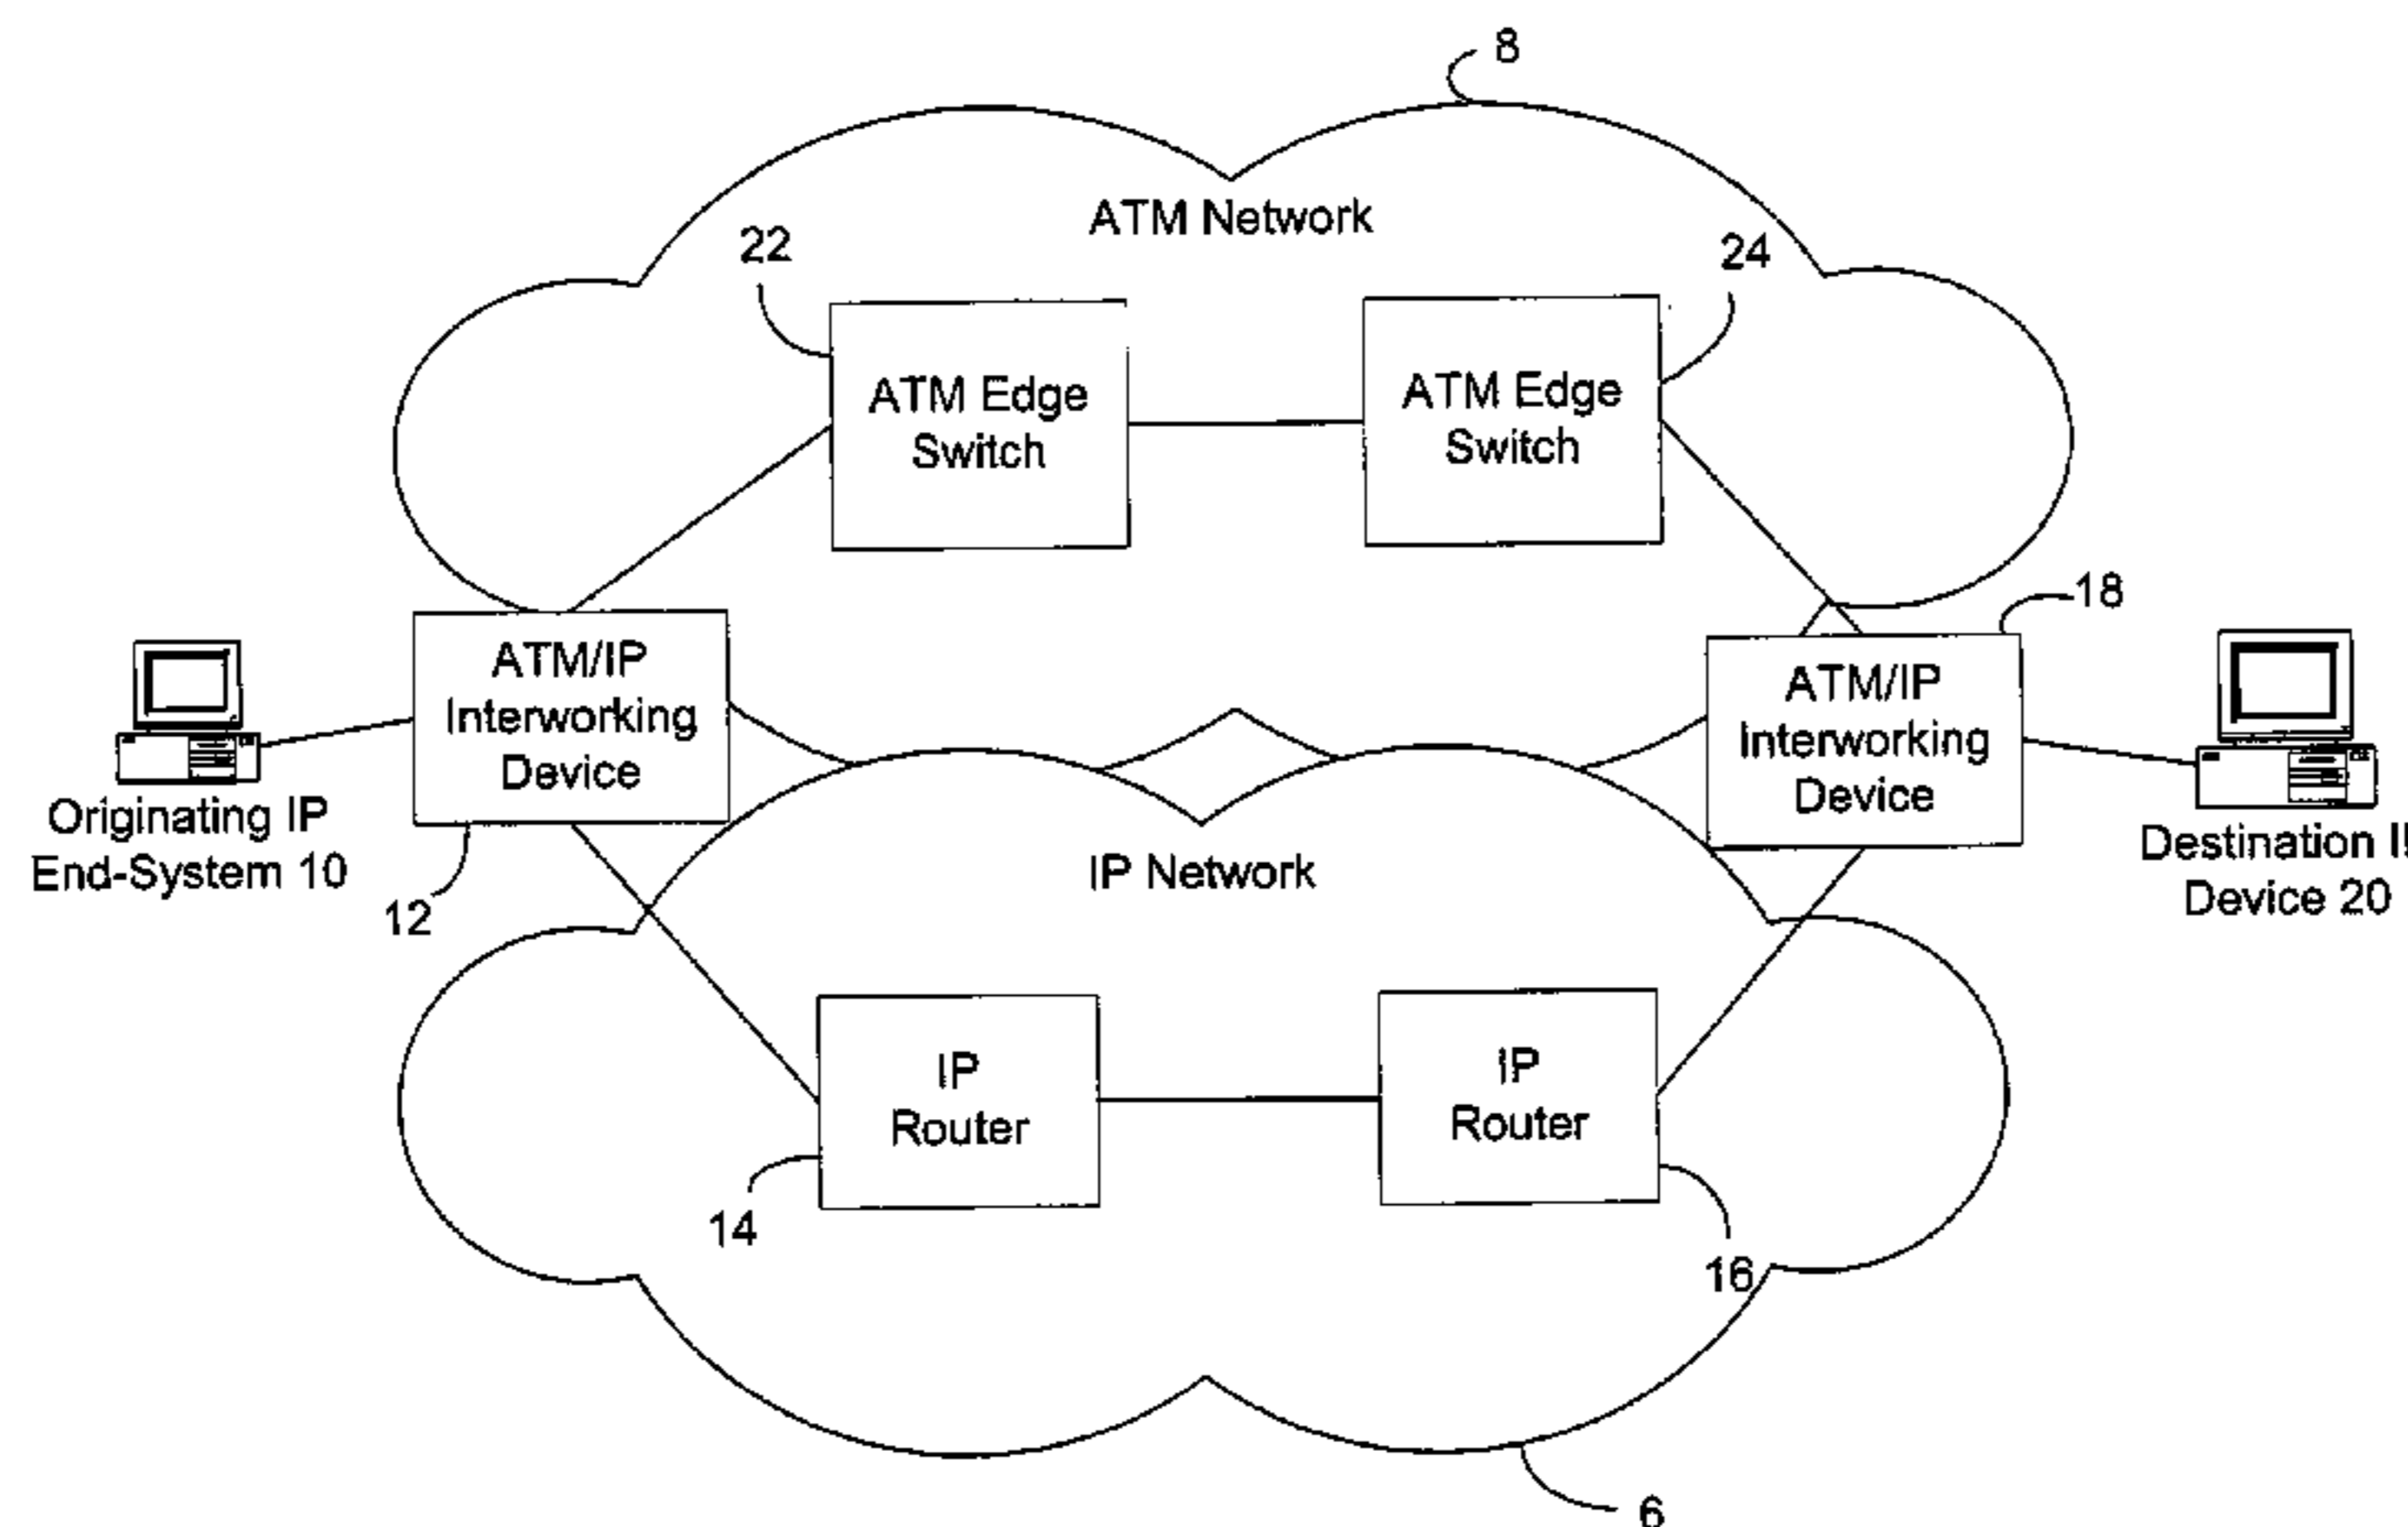 8
ATM Network
22
24
ATM Edge
Switch
ATM Edge
Switch
18
ATM/IP
Interworking
Device
ATM/IP
Interworking
Device
Originating IP
End-System 10
12
IP Network
Destination
Device 20
IP
Router
IP
Router
14
16
6